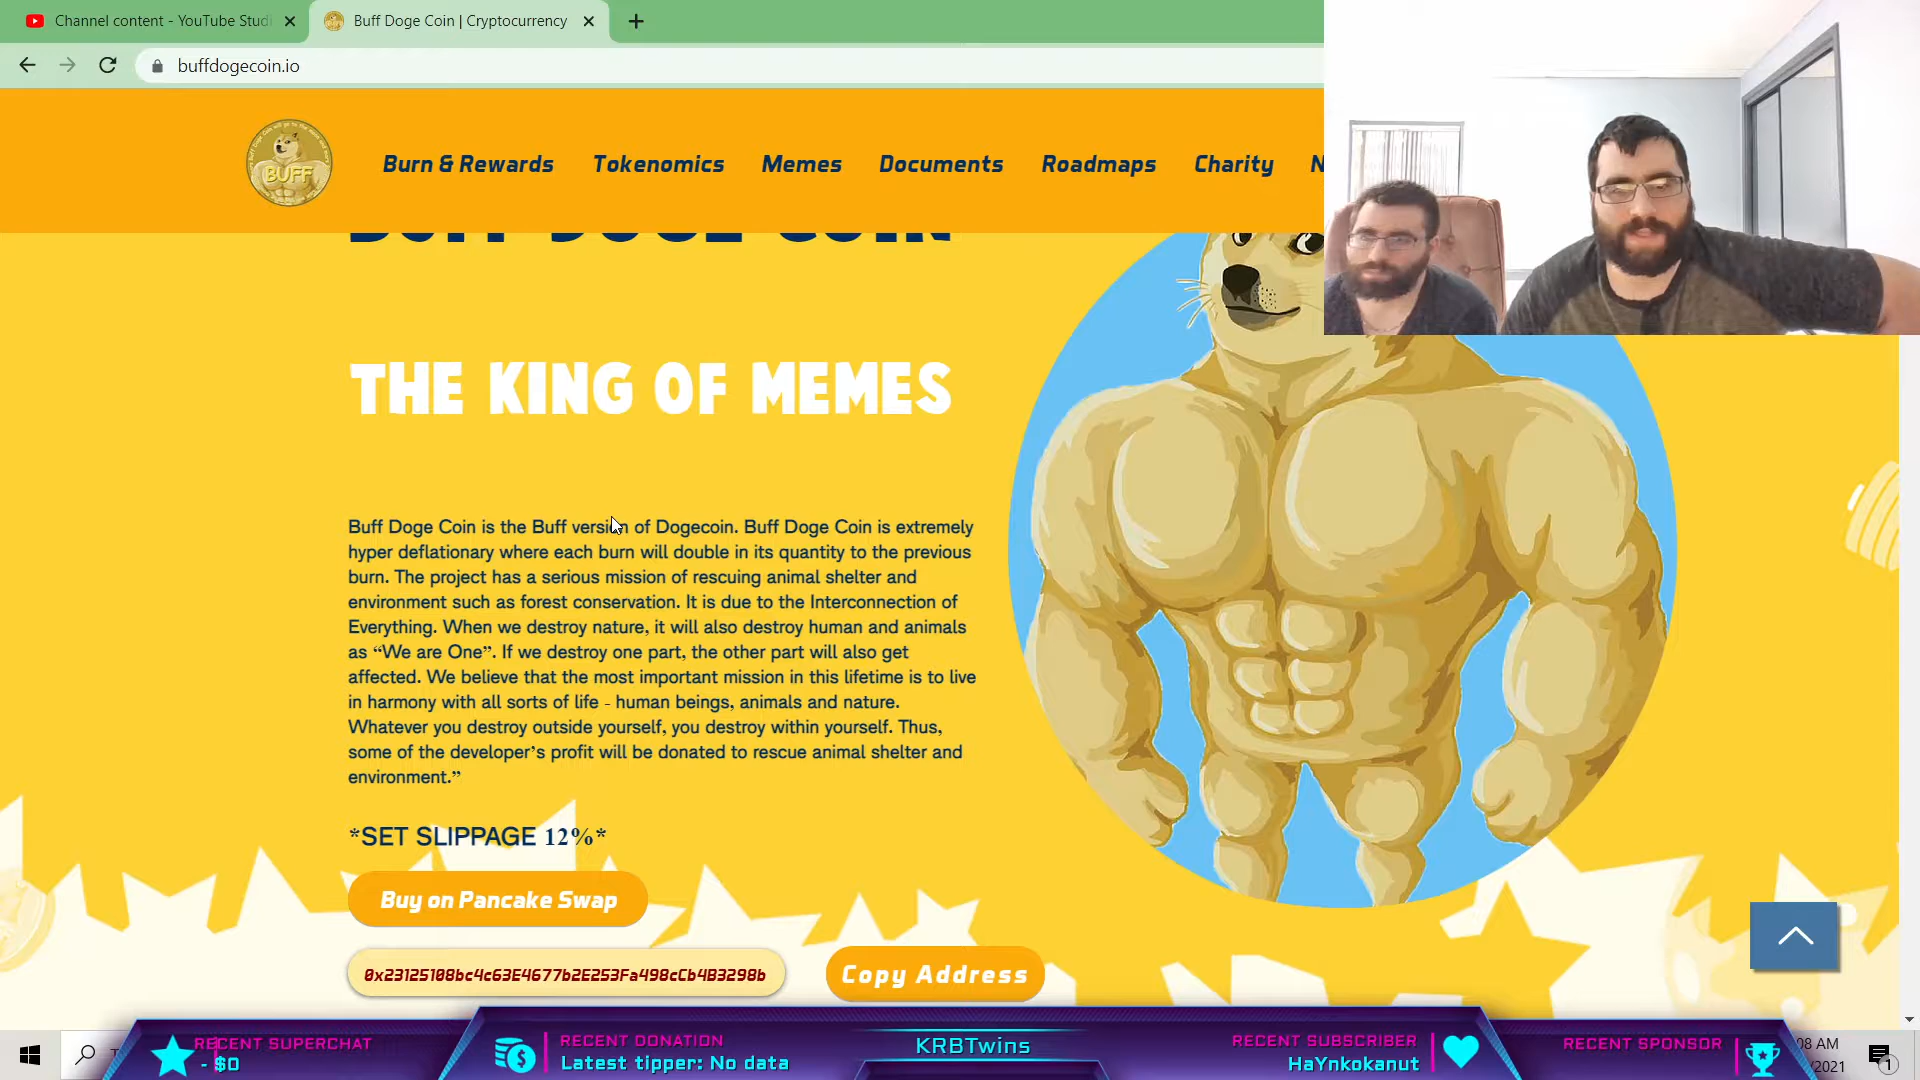 Channel content - YouTube Studi
Buff Doge Coin | Cryptocurrency
buffdogecoin.io
BUFF
Burn & Rewards
Tokenomics
Memes
Documents
Roadmaps
Charity
N
BUFF DOGE COIN
THE KING OF MEMES
Buff Doge Coin is the Buff version of Dogecoin. Buff Doge Coin is extremely
hyper deflationary where each burn will double in its quantity to the previous
burn. The project has a serious mission of rescuing animal shelter and
environment such as forest conservation. It is due to the Interconnection of
Everything. When we destroy nature, it will also destroy human and animals
as “We are One”. If we destroy one part, the other part will also get
affected. We believe that the most important mission in this lifetime is to live
in harmony with all sorts of life - human beings, animals and nature.
Whatever you destroy outside yourself, you destroy within yourself. Thus,
some of the developer’s profit will be donated to rescue animal shelter and
environment.”
*SET SLIPPAGE 12%*
Buy on Pancake Swap
0x23125108bc4c63E4677b2E253Fa498cCb4B3298b
Copy Address
RECENT SUPERCHAT
- $0
RECENT DONATION
Latest tipper: No data
KRBTwins
RECENT SUBSCRIBER
HaYnkokanut
RECENT SPONSOR
08 AM
/2021
1